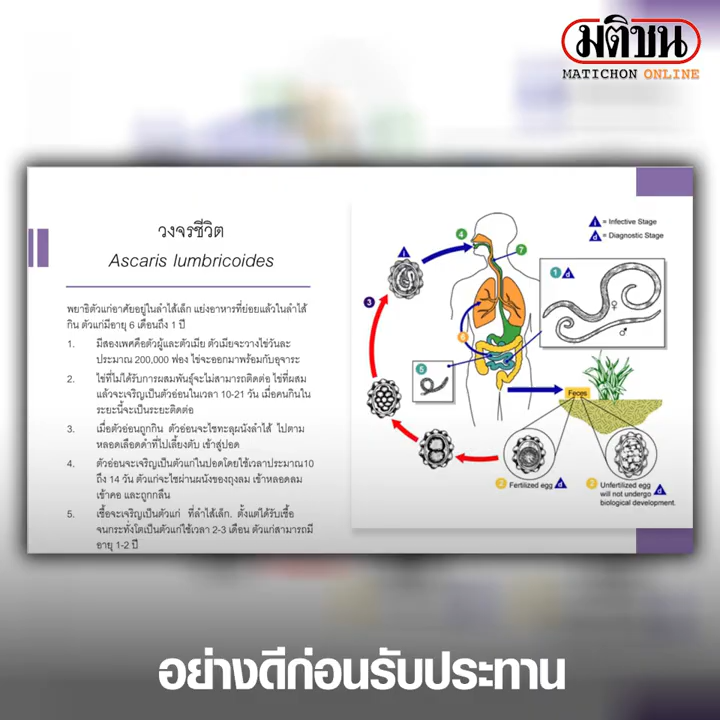 มติชน
MATICHON ONLINE
วงจรชีวิต
Ascaris lumbricoides
พยาธิตัวแก่อาศัยอยู่ในลำไส้เล็ก แย่งอาหารที่ย่อยแล้วในลำไส้
กิน ตัวแก่มีอายุ 6 เดือนถึง 1 ปี
1. มีสองเพศคือตัวผู้และตัวเมีย ตัวเมียจะวางไข่วันละ
ประมาณ 200,000 ฟอง ไข่จะออกมาพร้อมกับอุจาระ
2. ไข่ที่ไม่ได้รับการผสมพันธุ์จะไม่สามารถติดต่อ ไข่ที่ผสม
แล้วจะเจริญเป็นตัวอ่อนในเวลา 10-21 วัน เมื่อคนกินใน
ระยะนี้จะเป็นระยะติดต่อ
3. เมื่อตัวอ่อนถูกกิน ตัวอ่อนจะไชทะลุผนังลำไส้ ไปตาม
หลอดเลือดดำที่ไปเลี้ยงตับ เข้าสู่ปอด
4. ตัวอ่อนจะเจริญเป็นตัวแก่ในปอดโดยใช้เวลาประมาณ10
ถึง 14 วัน ตัวแก่จะไชผ่านผนังของถุงลม เข้าหลอดลม
เข้าคอ และถูกกลืน
5. เชื้อจะเจริญเป็นตัวแก่ ที่ลำไส้เล็ก. ตั้งแต่ได้รับเชื้อ
จนกระทั่งโตเป็นตัวแก่ใช้เวลา 2-3 เดือน ตัวแก่สามารถมี
อายุ 1-2 ปี
i = Infective Stage
d = Diagnostic Stage
4
7
i
1 d
3
♀
♂
6
5
Feces
2 Fertilized egg d
2 Unfertilized egg
will not undergo
biological development.
d
อย่างดีก่อนรับประทาน